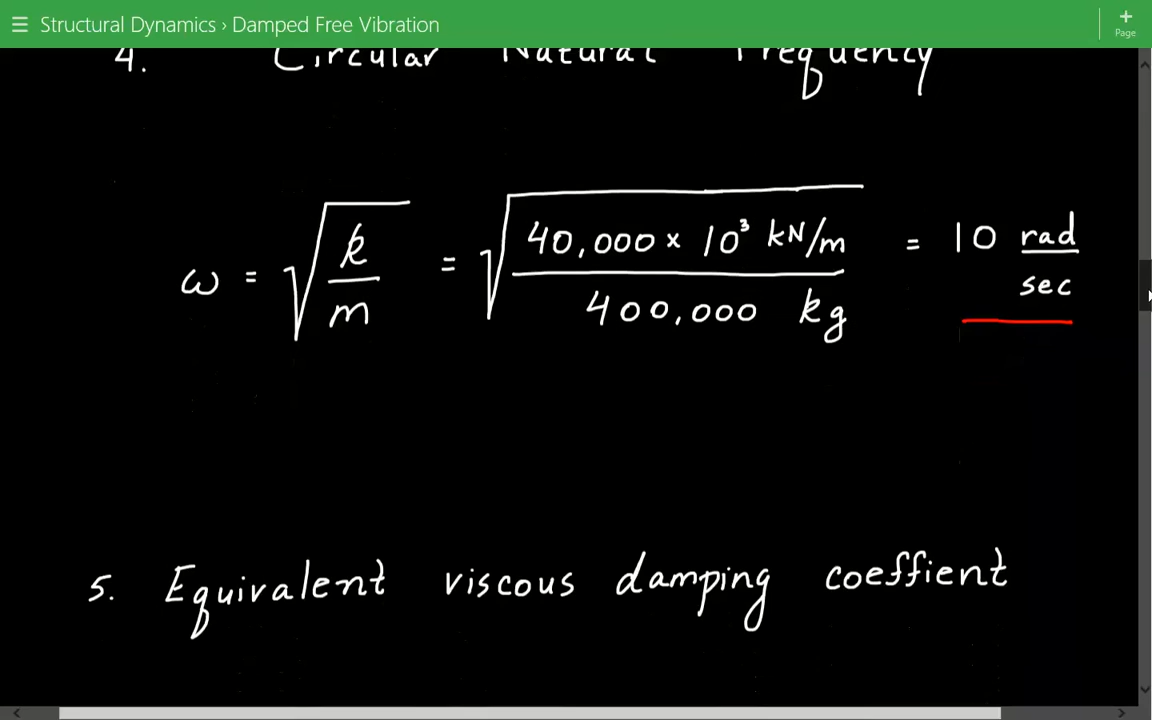 Structural Dynamics › Damped Free Vibration
Page
4. Circular Natural Frequency
ω = √(k/m) = √(40,000 × 10³ kN/m / 400,000 kg) = 10 rad/sec
5. Equivalent viscous damping coeffient